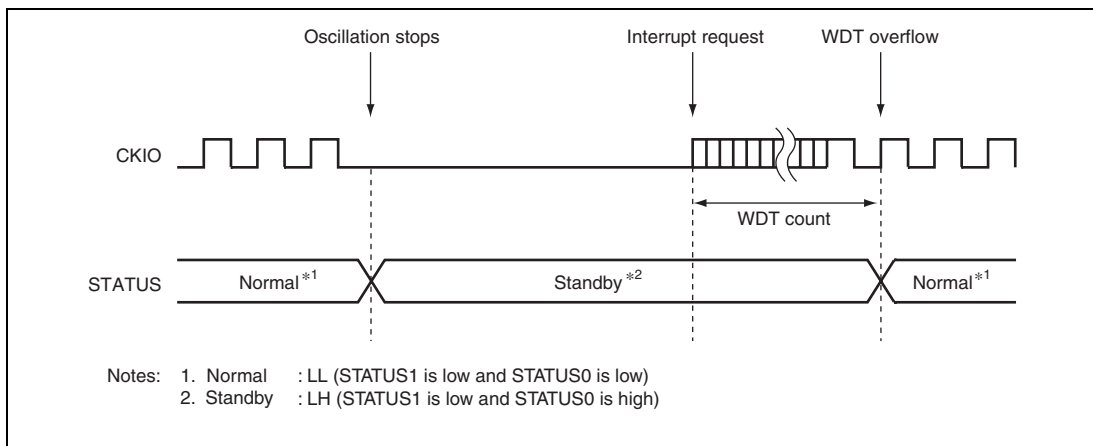 Oscillation stops Interrupt request WDT overflow
CKIO
WDT count
STATUS Normal*1 Standby*2 Normal*1
Notes: 1. Normal : LL (STATUS1 is low and STATUS0 is low)
2. Standby : LH (STATUS1 is low and STATUS0 is high)